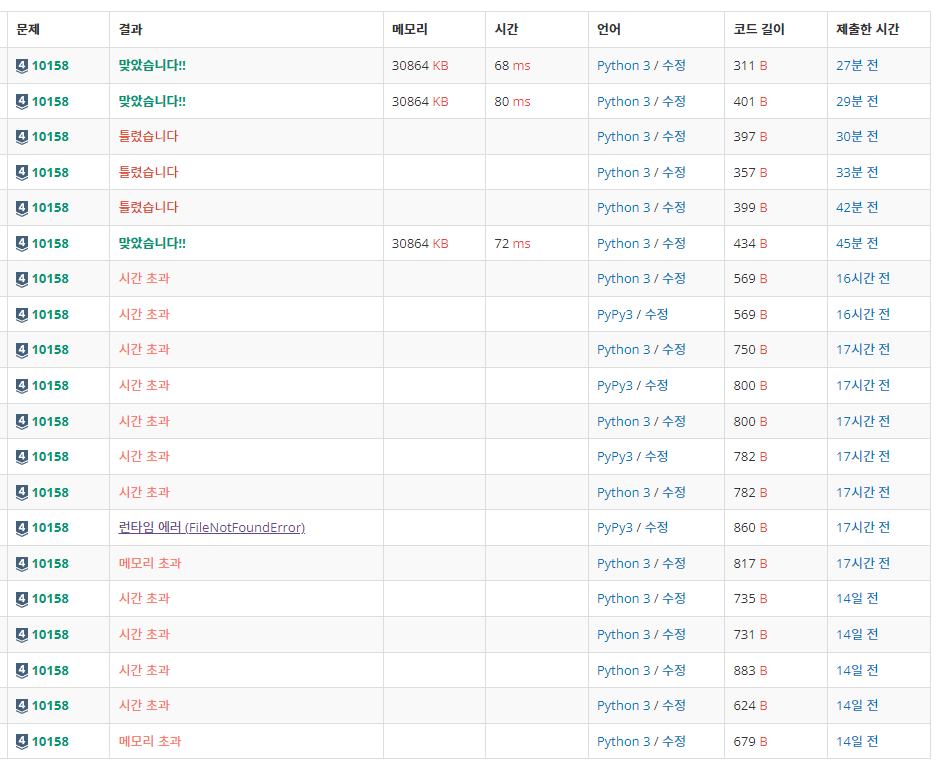 문제 결과 메모리 시간 언어 코드 길이 제출한 시간
4 10158 맞았습니다!! 30864 KB 68 ms Python 3 / 수정 311 B 27분 전
4 10158 맞았습니다!! 30864 KB 80 ms Python 3 / 수정 401 B 29분 전
4 10158 틀렸습니다 Python 3 / 수정 397 B 30분 전
4 10158 틀렸습니다 Python 3 / 수정 357 B 33분 전
4 10158 틀렸습니다 Python 3 / 수정 399 B 42분 전
4 10158 맞았습니다!! 30864 KB 72 ms Python 3 / 수정 434 B 45분 전
4 10158 시간 초과 Python 3 / 수정 569 B 16시간 전
4 10158 시간 초과 PyPy3 / 수정 569 B 16시간 전
4 10158 시간 초과 Python 3 / 수정 750 B 17시간 전
4 10158 시간 초과 PyPy3 / 수정 800 B 17시간 전
4 10158 시간 초과 Python 3 / 수정 800 B 17시간 전
4 10158 시간 초과 PyPy3 / 수정 782 B 17시간 전
4 10158 시간 초과 Python 3 / 수정 782 B 17시간 전
4 10158 런타임 에러 (FileNotFoundError) PyPy3 / 수정 860 B 17시간 전
4 10158 메모리 초과 Python 3 / 수정 817 B 17시간 전
4 10158 시간 초과 Python 3 / 수정 735 B 14일 전
4 10158 시간 초과 Python 3 / 수정 731 B 14일 전
4 10158 시간 초과 Python 3 / 수정 883 B 14일 전
4 10158 시간 초과 Python 3 / 수정 624 B 14일 전
4 10158 메모리 초과 Python 3 / 수정 679 B 14일 전